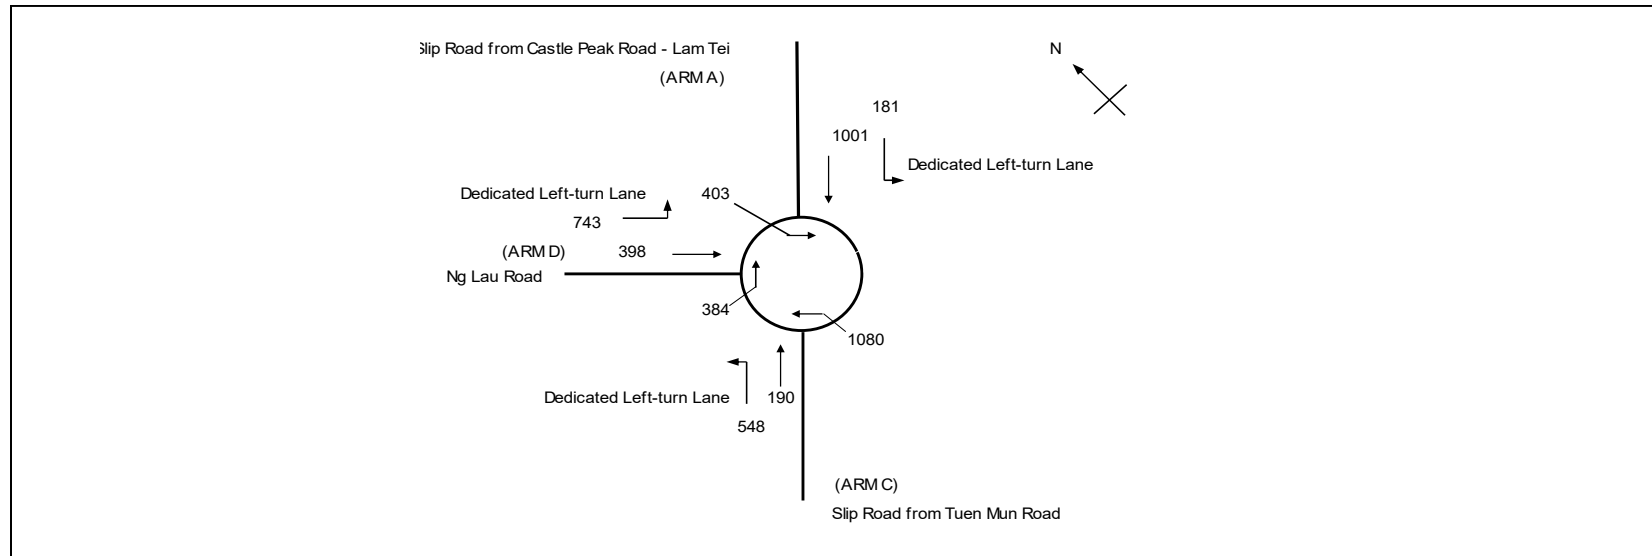 Slip Road from Castle Peak Road - Lam Tei
N
(ARM A)
181
1001
Dedicated Left-turn Lane
Dedicated Left-turn Lane
403
743
(ARM D)
398
Ng Lau Road
384
1080
Dedicated Left-turn Lane
190
548
(ARM C)
Slip Road from Tuen Mun Road